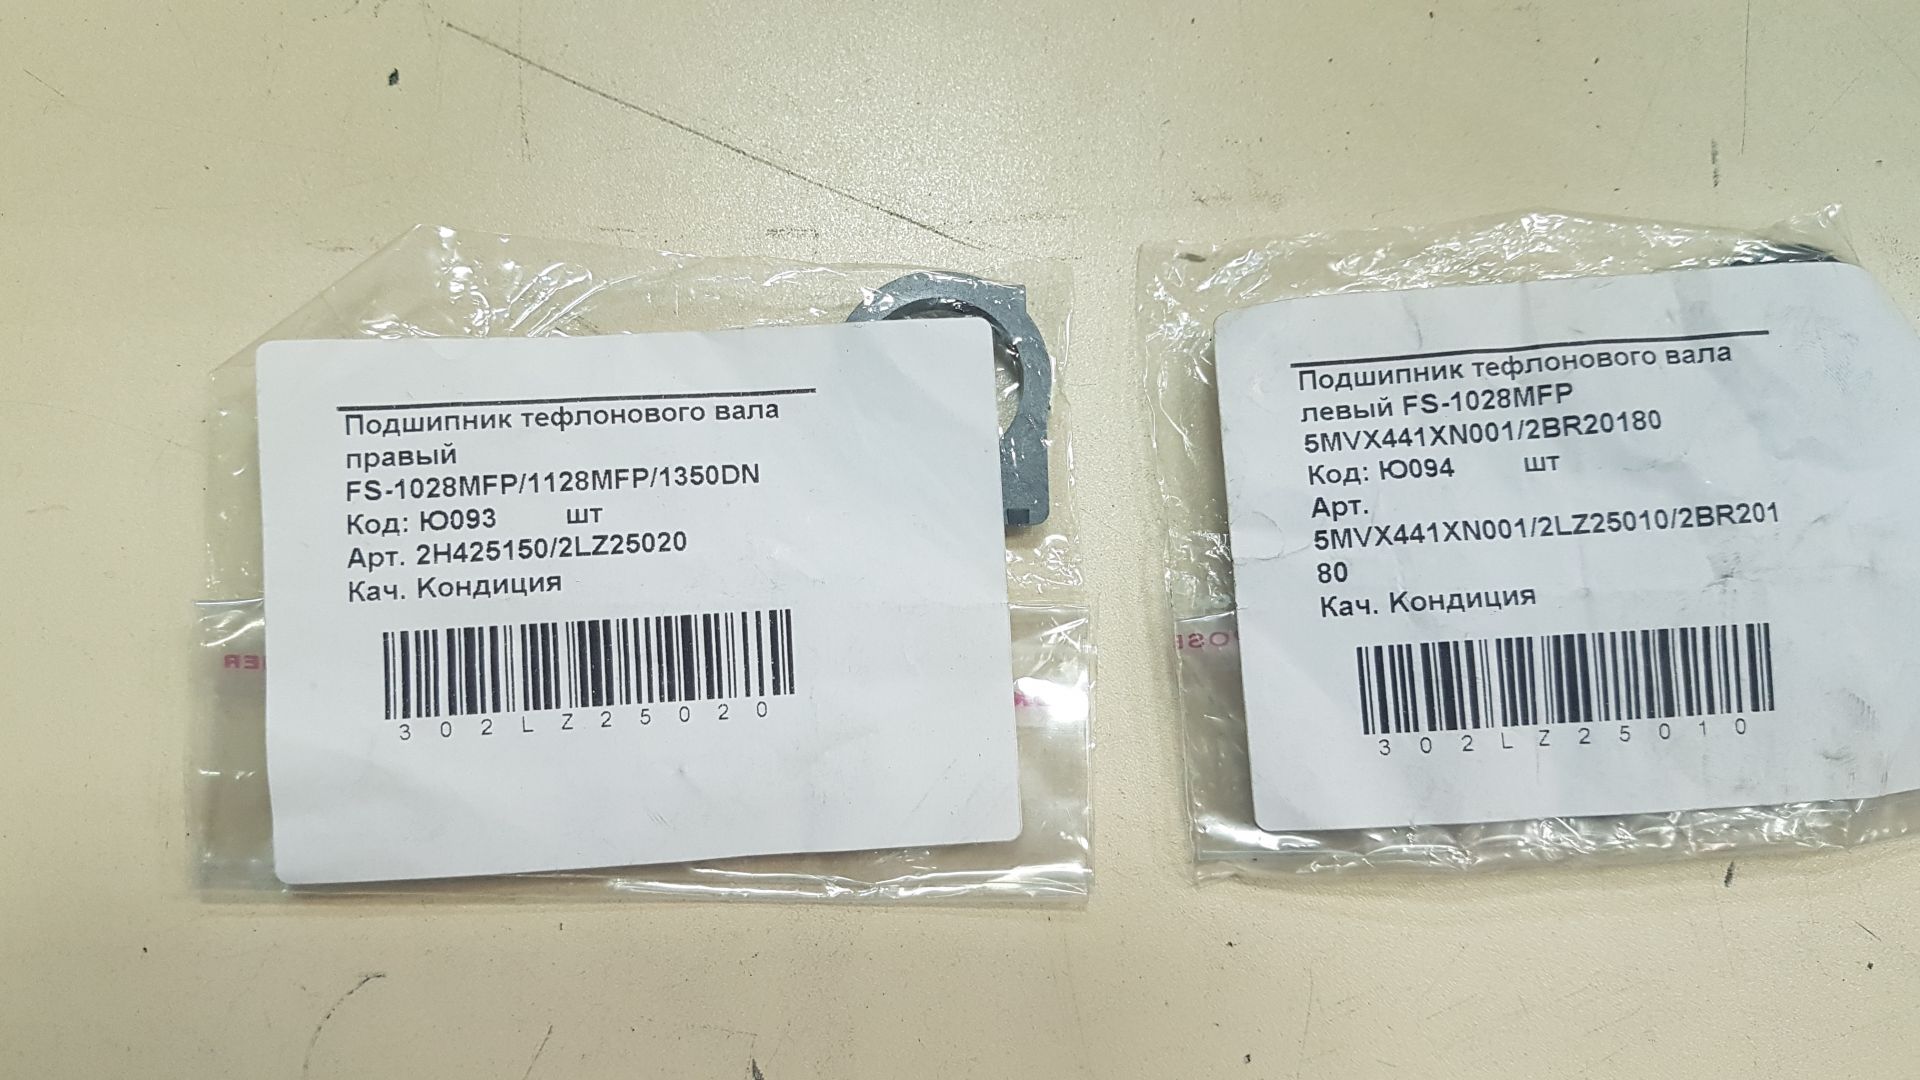 Подшипник тефлонового вала
правый
FS-1028MFP/1128MFP/1350DN
Код: Ю093 шт
Арт. 2H425150/2LZ25020
Кач. Кондиция
302LZ25020
Подшипник тефлонового вала
левый FS-1028MFP
5MVX441XN001/2BR20180
Код: Ю094 шт
Арт.
5MVX441XN001/2LZ25010/2BR201
80
Кач. Кондиция
302LZ25010